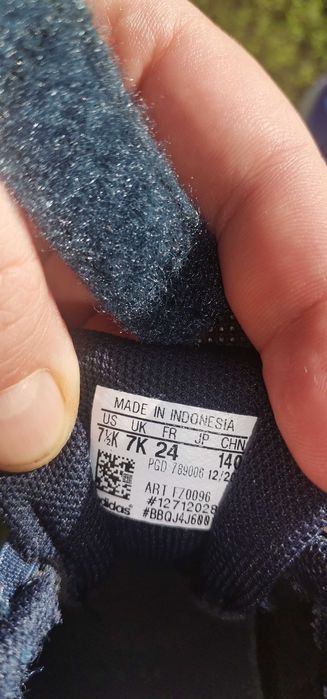 MADE IN INDONESIA
US UK FR JP CHN
7½K 7K 24 140
PGD 789006 12/20
ART FZ0096
#12712028
adidas #BBQJ4J600